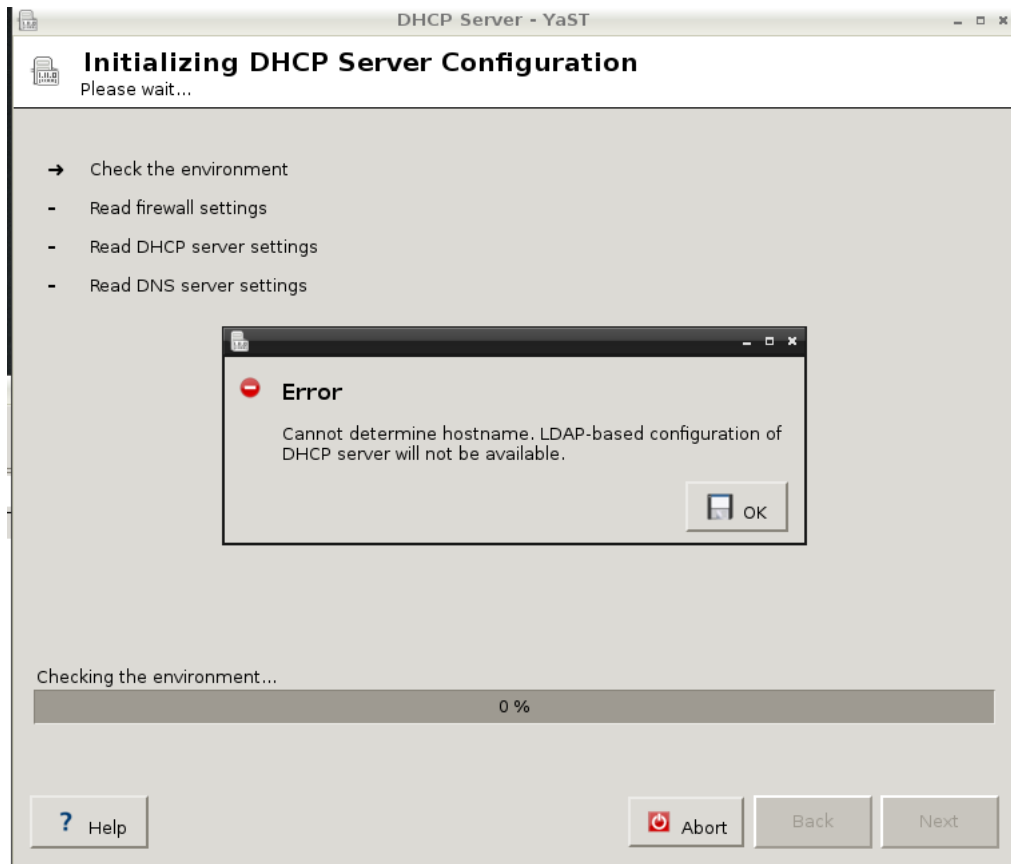 DHCP Server - YaST
Initializing DHCP Server Configuration
Please wait...
Check the environment
Read firewall settings
Read DHCP server settings
Read DNS server settings
Error
Cannot determine hostname. LDAP-based configuration of
DHCP server will not be available.
OK
Checking the environment...
0 %
Help
Abort
Back
Next